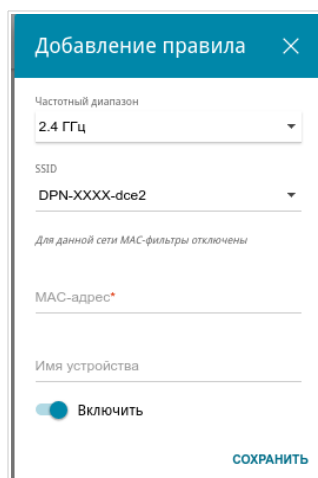 Добавление правила
Частотный диапазон
2.4 ГГц
SSID
DPN-XXXX-dce2
Для данной сети MAC-фильтры отключены
MAC-адрес*
Имя устройства
Включить
СОХРАНИТЬ